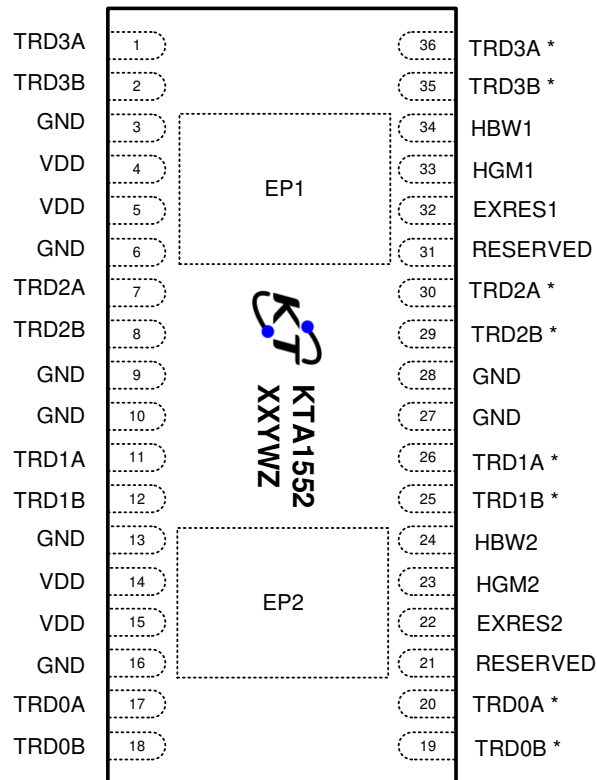 TRD3A 1 36 TRD3A *
TRD3B 2 35 TRD3B *
GND 3 34 HBW1
VDD 4 33 HGM1
EP1
VDD 5 32 EXRES1
GND 6 31 RESERVED
TRD2A 7 30 TRD2A *
KT
TRD2B 8 29 TRD2B *
GND 9 28 GND
GND 10 27 GND
KTA1552
XXYWZ
TRD1A 11 26 TRD1A *
TRD1B 12 25 TRD1B *
GND 13 24 HBW2
VDD 14 23 HGM2
EP2
VDD 15 22 EXRES2
GND 16 21 RESERVED
TRD0A 17 20 TRD0A *
TRD0B 18 19 TRD0B *